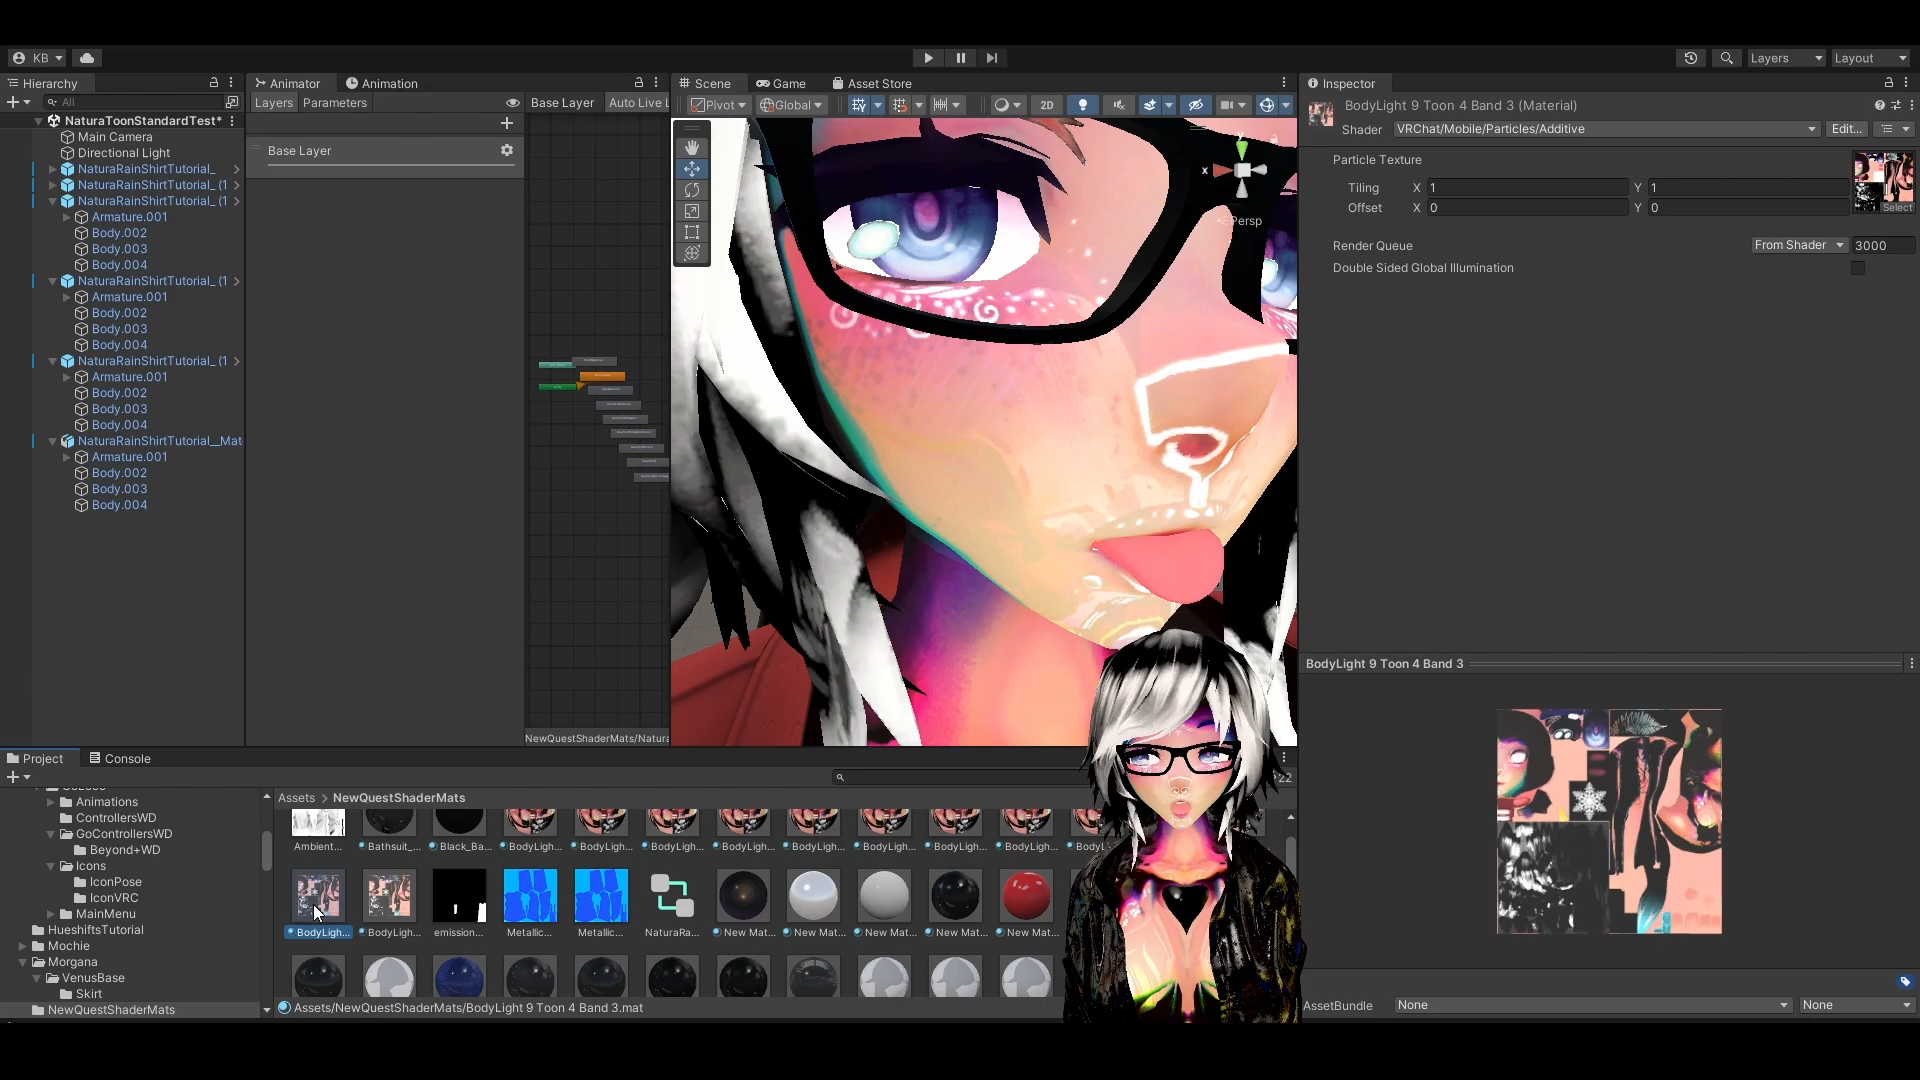 KB
Layers
Layout
Hierarchy
Animator
Animation
Scene
Game
Asset Store
Inspector
All
Layers
Parameters
Base Layer
Auto Live L
Pivot
Global
2D
BodyLight 9 Toon 4 Band 3 (Material)
Shader
VRChat/Mobile/Particles/Additive
Edit...
NaturaToonStandardTest*
Main Camera
Directional Light
NaturaRainShirtTutorial_
NaturaRainShirtTutorial_ (1
NaturaRainShirtTutorial_ (1
Armature.001
Body.002
Body.003
Body.004
NaturaRainShirtTutorial_ (1
Armature.001
Body.002
Body.003
Body.004
NaturaRainShirtTutorial_ (1
Armature.001
Body.002
Body.003
Body.004
NaturaRainShirtTutorial__Mat
Armature.001
Body.002
Body.003
Body.004
Base Layer
NewQuestShaderMats/Natura
y
x
Persp
Particle Texture
Tiling
X
1
Y
1
Offset
X
0
Y
0
Select
Render Queue
From Shader
3000
Double Sided Global Illumination
BodyLight 9 Toon 4 Band 3
Project
Console
22
Animations
ControllersWD
GoControllersWD
Beyond+WD
Icons
IconPose
IconVRC
MainMenu
HueshiftsTutorial
Mochie
Morgana
VenusBase
Skirt
NewQuestShaderMats
Assets > NewQuestShaderMats
Ambient...
Bathsuit_...
Black_Ba...
BodyLigh...
BodyLigh...
BodyLigh...
BodyLigh...
BodyLigh...
BodyLigh...
BodyLigh...
BodyLigh...
BodyLigh...
BodyLigh...
emission...
Metallic...
Metallic...
NaturaRa...
New Mat...
New Mat...
New Mat...
New Mat...
New Mat...
Assets/NewQuestShaderMats/BodyLight 9 Toon 4 Band 3.mat
AssetBundle
None
None